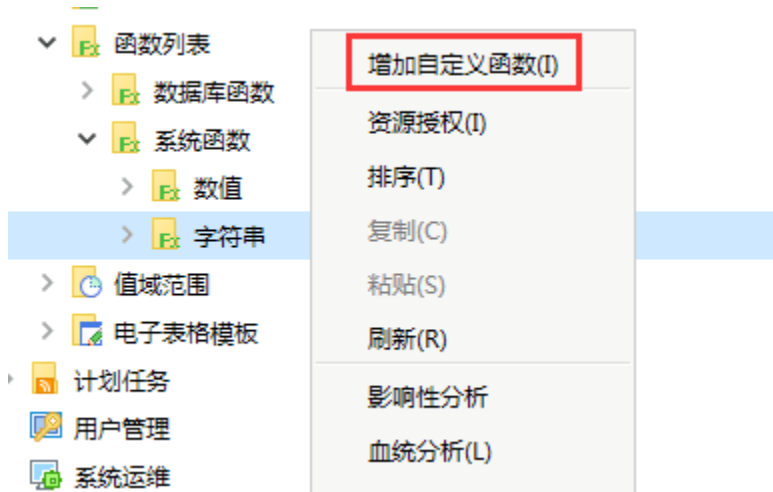 函数列表
数据库函数
系统函数
数值
字符串
值域范围
电子表格模板
计划任务
用户管理
系统运维
增加自定义函数(I)
资源授权(I)
排序(T)
复制(C)
粘贴(S)
刷新(R)
影响性分析
血统分析(L)